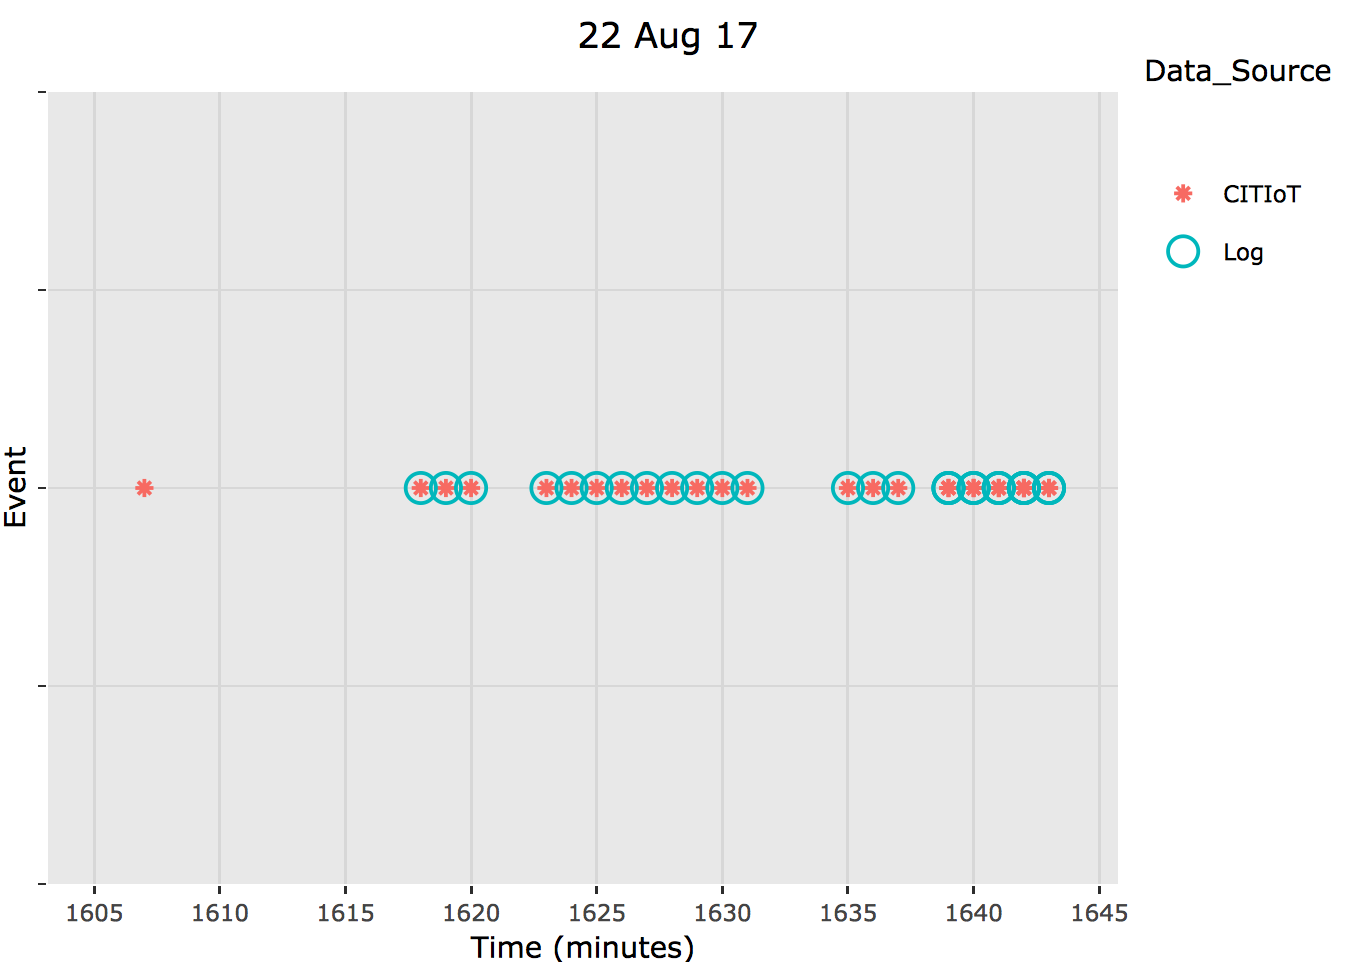 22 Aug 17
Data_Source
CITIoT
Log
Event
1605 1610 1615 1620 1625 1630 1635 1640 1645
Time (minutes)